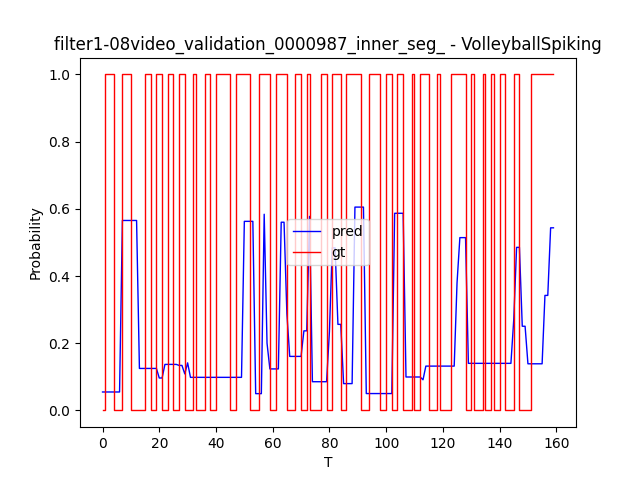 filter1-08video_validation_0000987_inner_seg_ - VolleyballSpiking
1.0
0.8
0.6
0.4
0.2
0.0
Probability
pred
gt
0 20 40 60 80 100 120 140 160
T